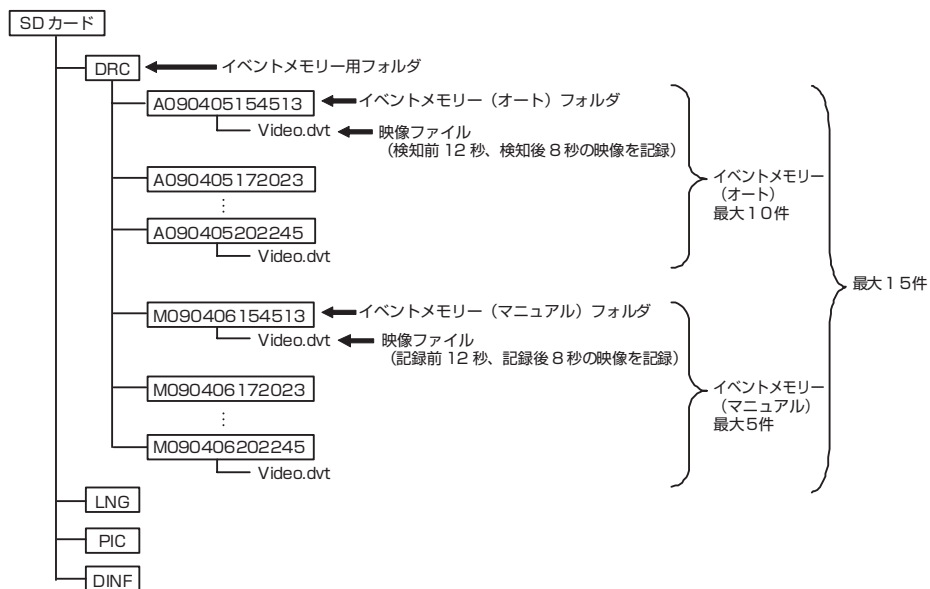 SDカード
DRC
イベントメモリー用フォルダ
A090405154513
イベントメモリー（オート）フォルダ
Video.dvt
映像ファイル
（検知前12秒、検知後8秒の映像を記録）
A090405172023
⋮
A090405202245
Video.dvt
イベントメモリー
（オート）
最大10件
M090406154513
イベントメモリー（マニュアル）フォルダ
Video.dvt
映像ファイル
（記録前12秒、記録後8秒の映像を記録）
M090406172023
⋮
M090406202245
Video.dvt
イベントメモリー
（マニュアル）
最大5件
最大15件
LNG
PIC
DINF